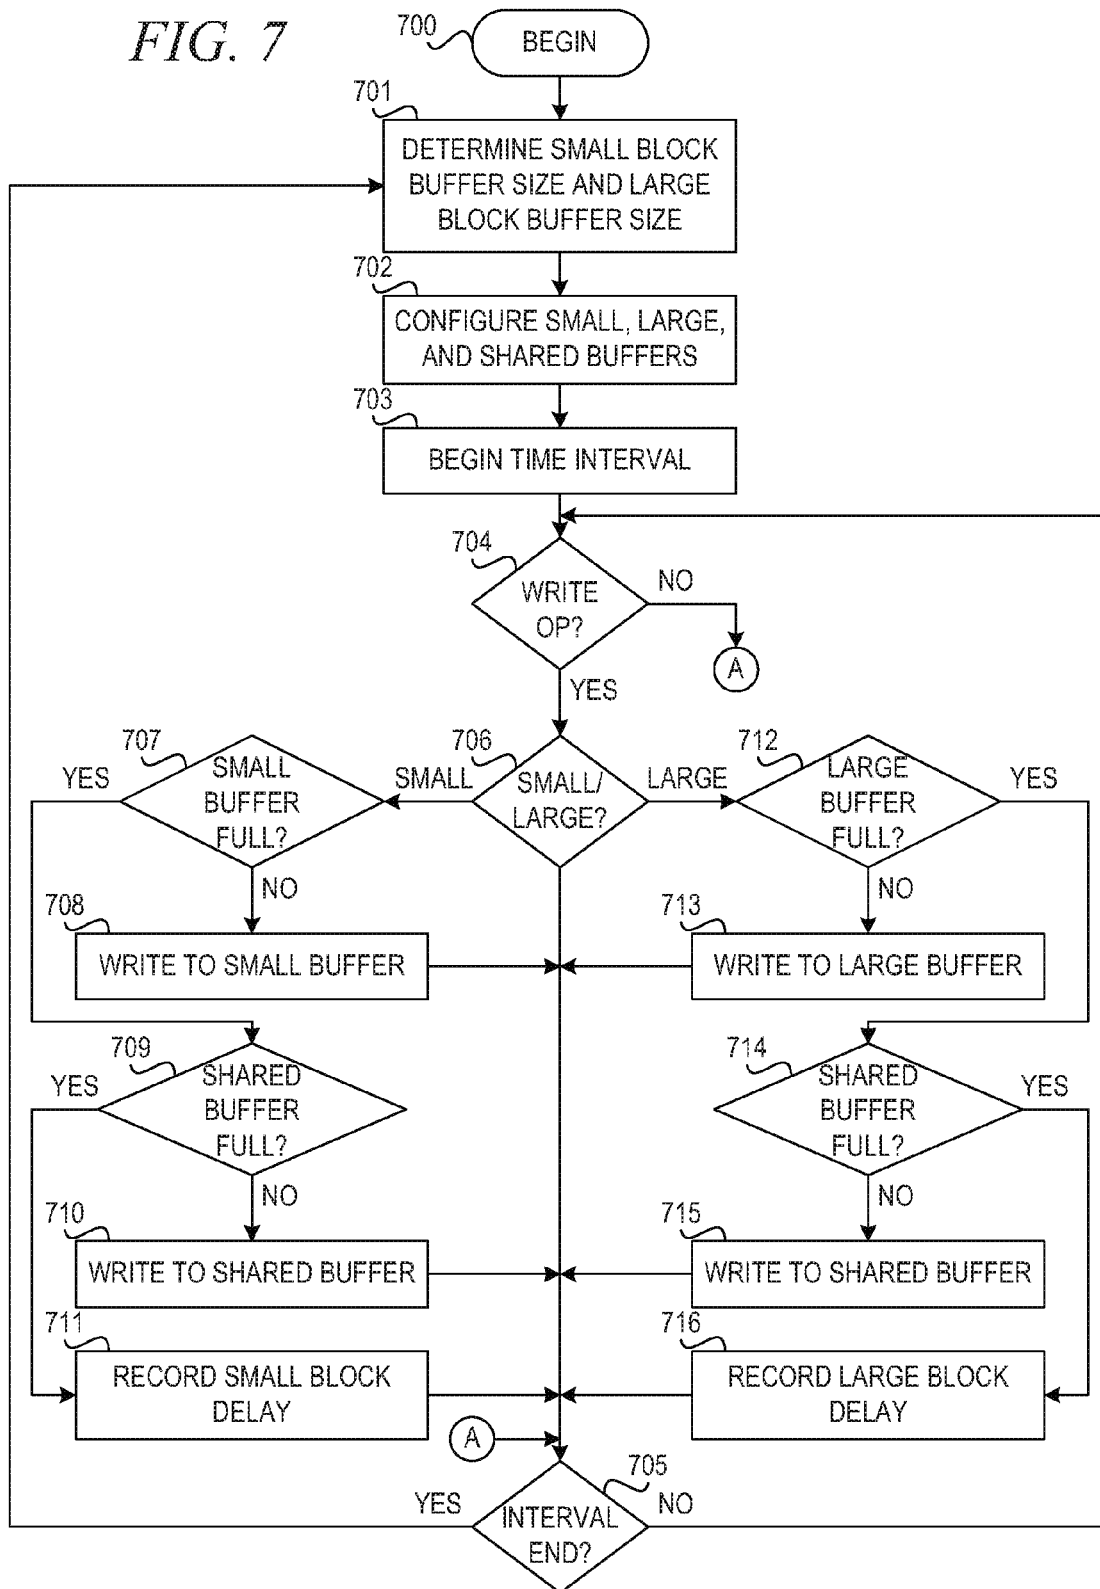 FIG. 7
700
BEGIN
701
DETERMINE SMALL BLOCK
BUFFER SIZE AND LARGE
BLOCK BUFFER SIZE
702
CONFIGURE SMALL, LARGE,
AND SHARED BUFFERS
703
BEGIN TIME INTERVAL
704
WRITE
OP?
NO
A
YES
706
SMALL/
LARGE?
SMALL
LARGE
707
SMALL
BUFFER
FULL?
YES
NO
708
WRITE TO SMALL BUFFER
709
SHARED
BUFFER
FULL?
YES
NO
710
WRITE TO SHARED BUFFER
711
RECORD SMALL BLOCK
DELAY
712
LARGE
BUFFER
FULL?
YES
NO
713
WRITE TO LARGE BUFFER
714
SHARED
BUFFER
FULL?
YES
NO
715
WRITE TO SHARED BUFFER
716
RECORD LARGE BLOCK
DELAY
A
705
INTERVAL
END?
YES
NO